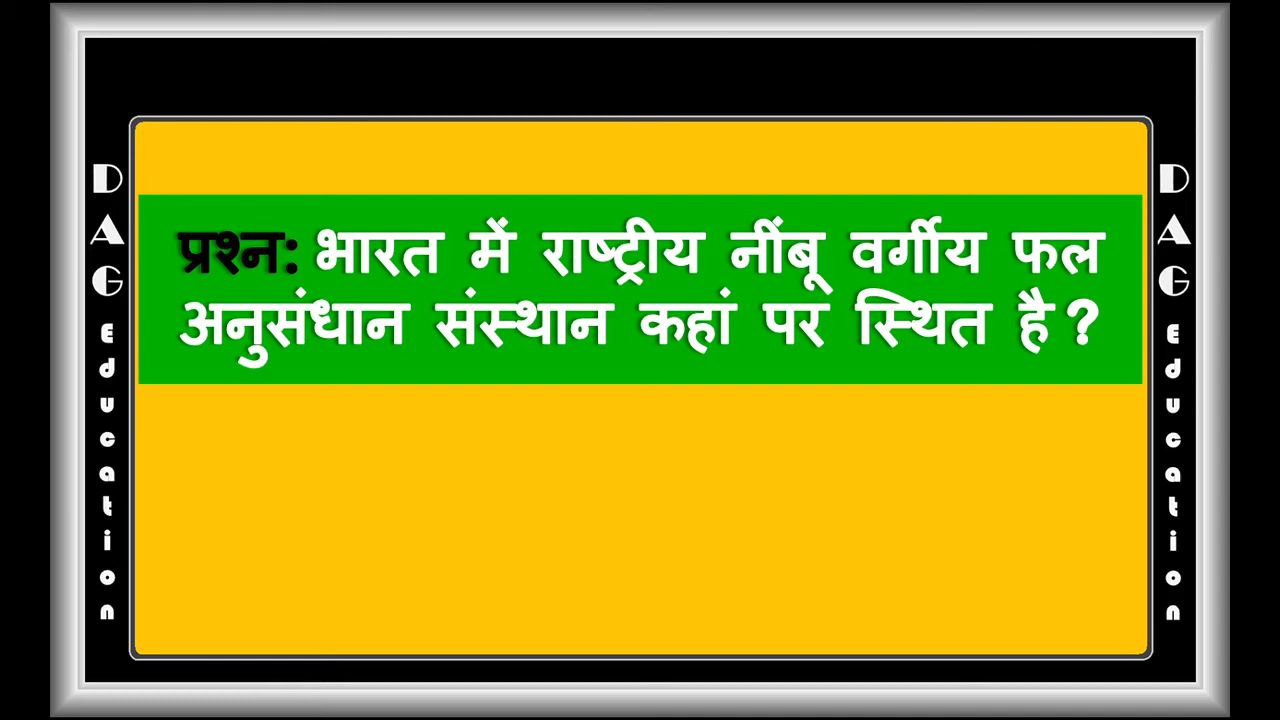 प्रश्न: भारत में राष्ट्रीय नींबू वर्गीय फल
अनुसंधान संस्थान कहां पर स्थित है ?
DAG Education
DAG Education